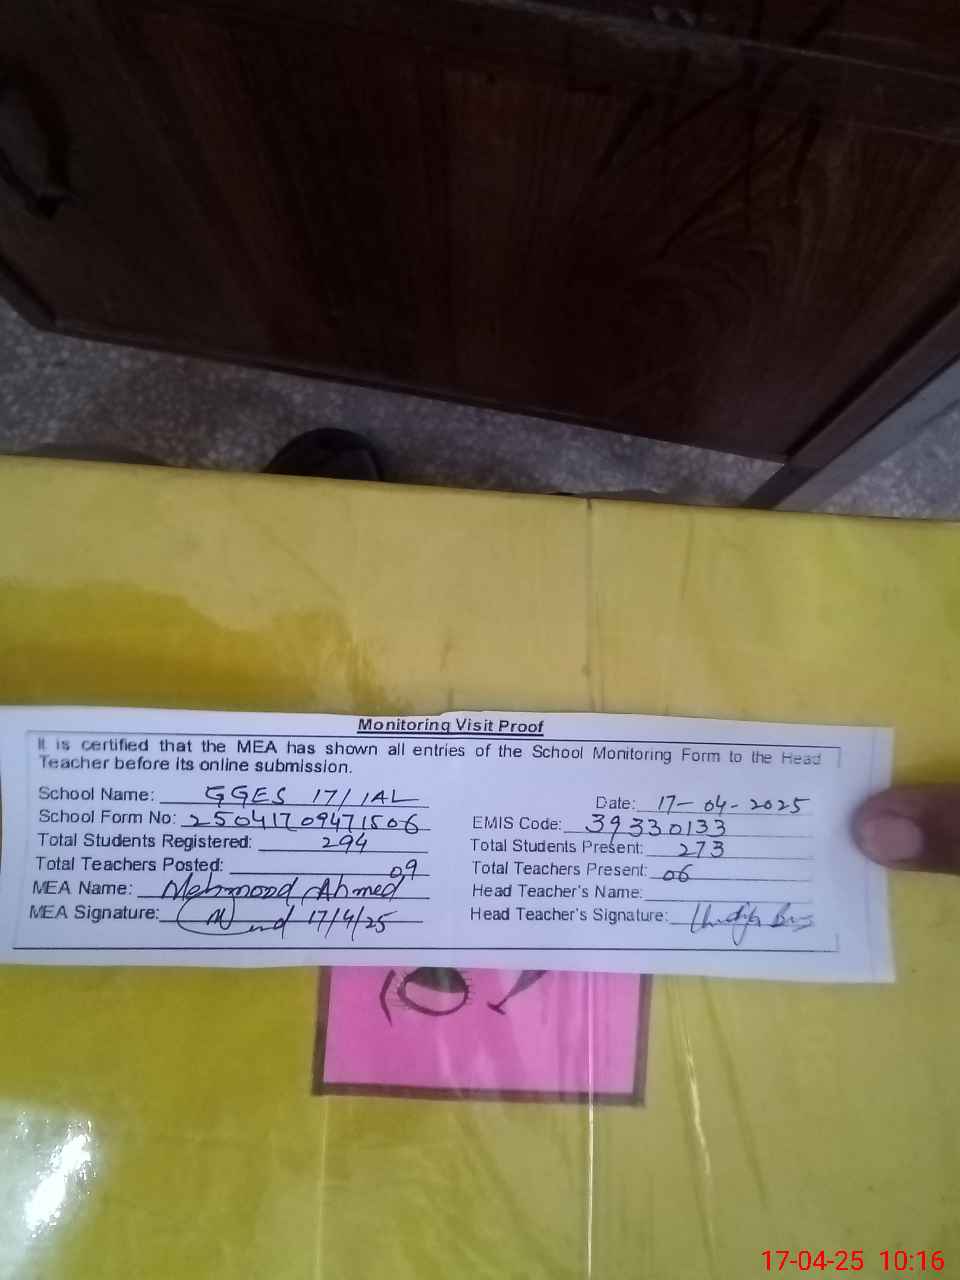 Monitoring Visit Proof
It is certified that the MEA has shown all entries of the School Monitoring Form to the Head
Teacher before its online submission.
School Name: GGES 17/1AL
Date: 17-04-2025
School Form No: 25041709471506
EMIS Code: 39330133
Total Students Registered: 294
Total Students Present: 273
Total Teachers Posted: 09
Total Teachers Present: 06
MEA Name: Mehmood Ahmed
Head Teacher's Name:
MEA Signature: 17/4/25
Head Teacher's Signature:
17-04-25 10:16